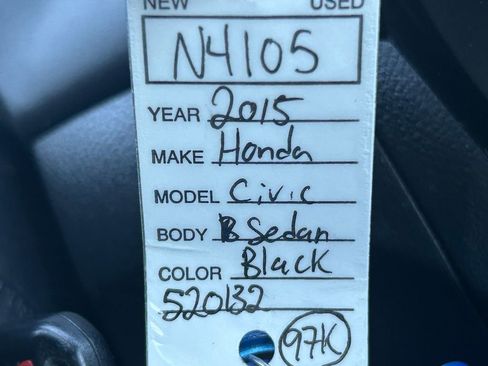 NEW USED
N4105
YEAR 2015
MAKE Honda
MODEL Civic
BODY Sedan
COLOR Black
520132
97K